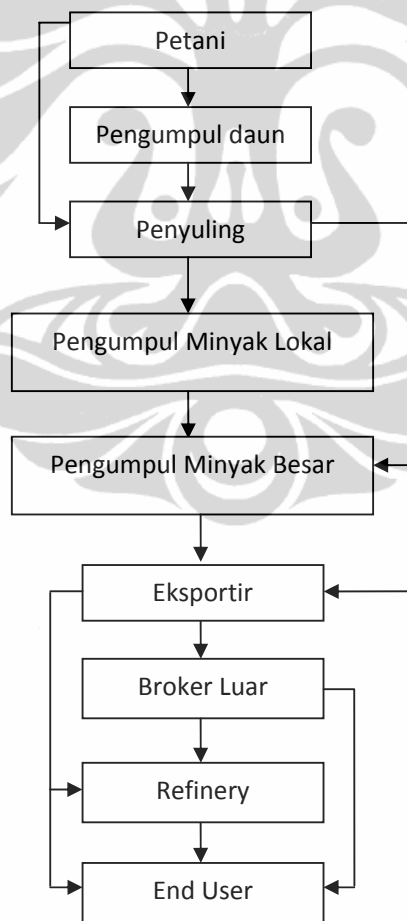 Petani
Pengumpul daun
Penyuling
Pengumpul Minyak Lokal
Pengumpul Minyak Besar
Eksportir
Broker Luar
Refinery
End User